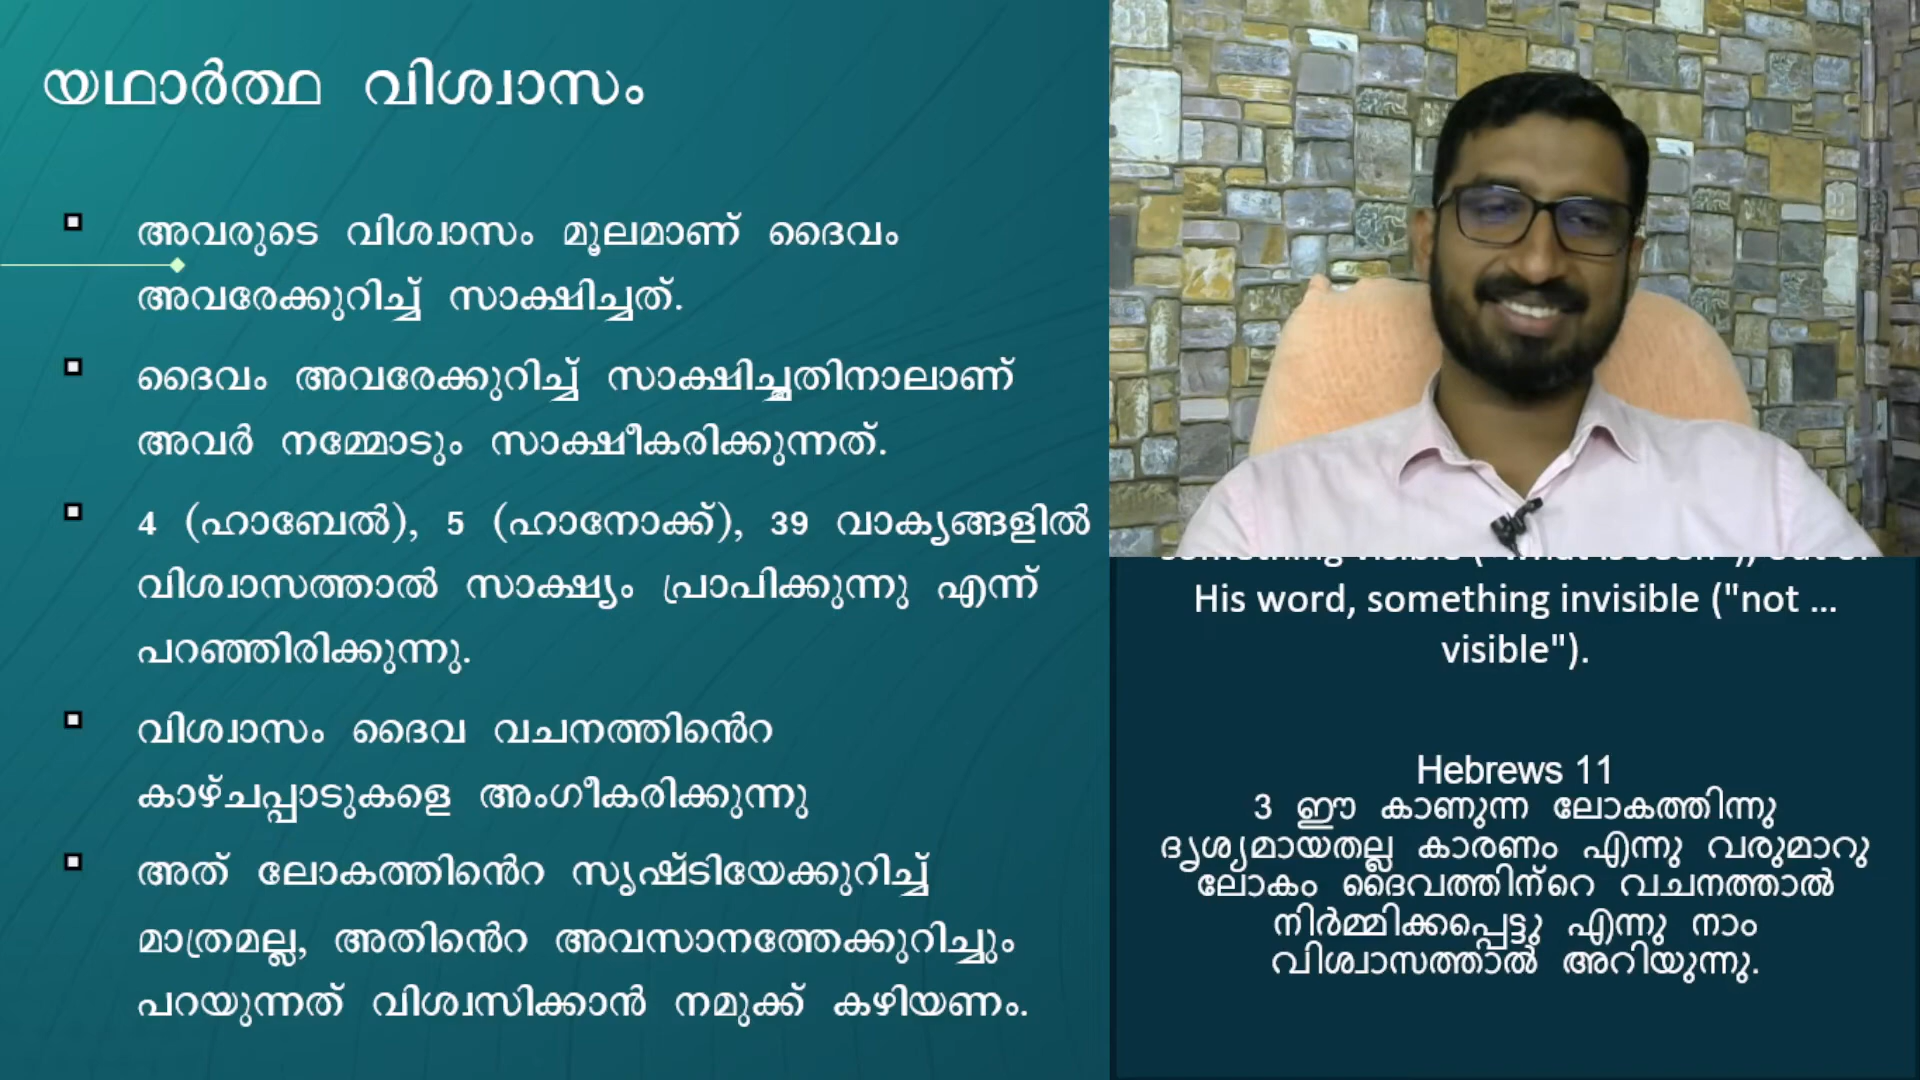 യഥാർത്ഥ വിശ്വാസം
അവരുടെ വിശ്വാസം മൂലമാണ് ദൈവം
അവരേക്കുറിച്ച് സാക്ഷിച്ചത്.
ദൈവം അവരേക്കുറിച്ച് സാക്ഷിച്ചതിനാലാണ്
അവർ നമ്മോടും സാക്ഷീകരിക്കുന്നത്.
4 (ഹാബേൽ), 5 (ഹാനോക്ക്), 39 വാക്യങ്ങളിൽ
വിശ്വാസത്താൽ സാക്ഷ്യം പ്രാപിക്കുന്നു എന്ന്
പറഞ്ഞിരിക്കുന്നു.
വിശ്വാസം ദൈവ വചനത്തിൻെറ
കാഴ്ചപ്പാടുകളെ അംഗീകരിക്കുന്നു
അത് ലോകത്തിൻെറ സൃഷ്ടിയേക്കുറിച്ച്
മാത്രമല്ല, അതിൻെറ അവസാനത്തേക്കുറിച്ചും
പറയുന്നത് വിശ്വസിക്കാൻ നമുക്ക് കഴിയണം.
His word, something invisible ("not ...
visible").
Hebrews 11
3 ഈ കാണുന്ന ലോകത്തിന്നു
ദൃശ്യമായതല്ല കാരണം എന്നു വരുമാറു
ലോകം ദൈവത്തിന്റെ വചനത്താൽ
നിർമ്മിക്കപ്പെട്ടു എന്നു നാം
വിശ്വാസത്താൽ അറിയുന്നു.